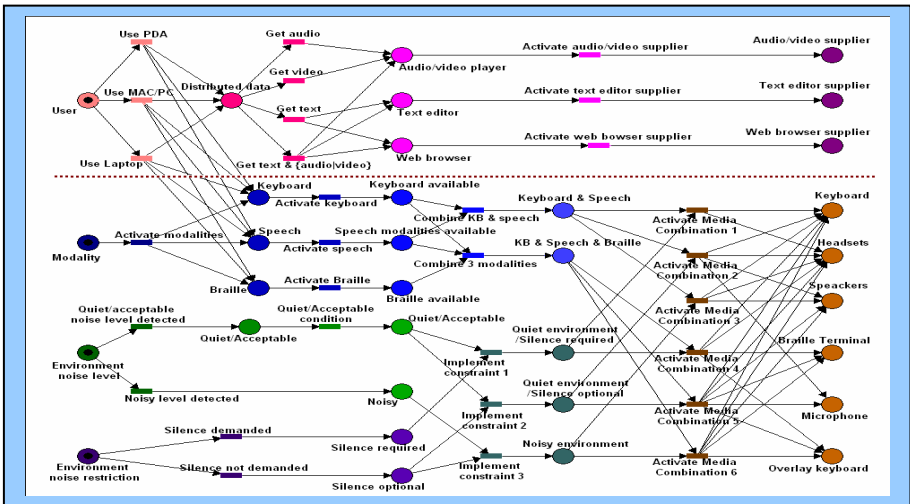 Use PDA
Get audio
Audio/video supplier
Activate audio/video supplier
Audio/video player
Get video
Use MAC/PC
Distributed data
Text editor supplier
Activate text editor supplier
User
Get text
Text editor
Web browser supplier
Activate web bowser supplier
Use Laptop
Get text & {audio|video}
Web browser
Keyboard
Keyboard available
Keyboard & Speech
Keyboard
Activate keyboard
Combine KB & speech
Activate Media
Combination 1
Activate modalities
Speech
Speech modalities available
KB & Speech & Braille
Headsets
Modality
Activate speech
Combine 3 modalities
Activate Media
Combination 2
Activate Braille
Speackers
Braille
Braille available
Quiet/acceptable
noise level detected
Quiet/Acceptable
condition
Quiet/Acceptable
Activate Media
Combination 3
Quiet/Acceptable
Quiet environment
/Silence required
Braille Terminal
Environment
noise level
Implement
constraint 1
Activate Media
Combination 4
Quiet environment
/Silence optional
Noisy level detected
Noisy
Implement
constraint 2
Activate Media
Combination 5
Microphone
Silence demanded
Silence required
Noisy environment
Environment
noise restriction
Silence not demanded
Silence optional
Implement
constraint 3
Activate Media
Combination 6
Overlay keyboard